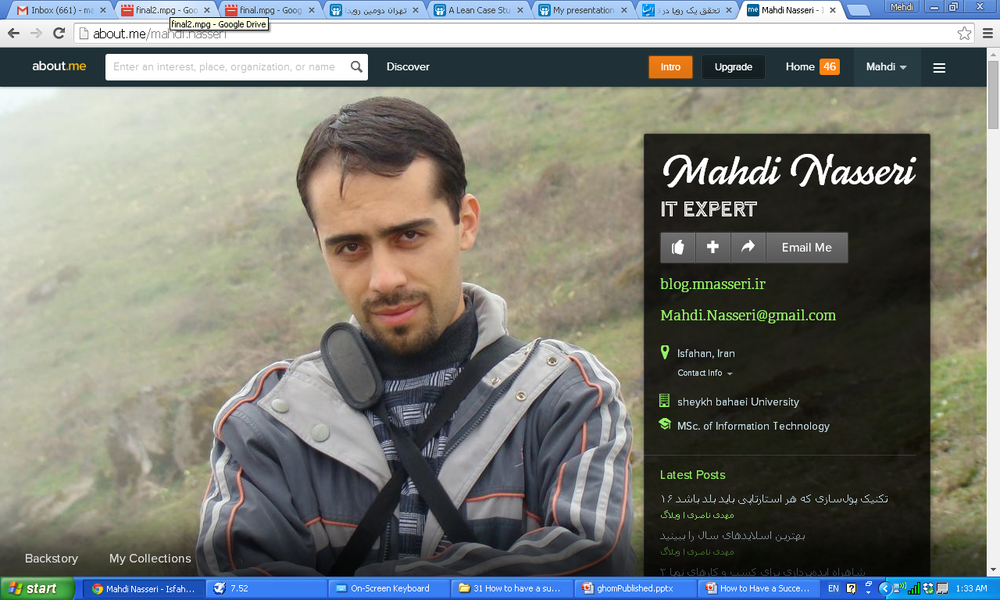 Inbox (661) - ma
final2.mpg - Goo
final.mpg - Goog
تهران دومین رویدا
A Lean Case Stu
My psentation
تحقق یک رویا در د
Mahdi Nasseri - I
Mehdi
about.me/mahdi.nasseri
final2.mpg - Google Drive
about.me
Enter an interest, place, organization, or name
Discover
Intro
Upgrade
Home 46
Mahdi
Mahdi Nasseri
IT EXPERT
Email Me
blog.mnasseri.ir
Mahdi.Nasseri@gmail.com
Isfahan, Iran
Contact Info
sheykh bahaei University
MSc. of Information Technology
Latest Posts
۱۶ تکنیک پول‌سازی که هر استارتاپی باید بلد باشد
مهدی ناصری | وبلاگ
بهترین اسلایدهای سال را ببینید
مهدی ناصری | وبلاگ
شاهراه ایده‌پردازی برای کسب و کارهای نوپا ۲
Backstory
My Collections
start
Mahdi Nasseri - Isfah...
7.52
On-Screen Keyboard
31 How to have a su...
ghomPublished.pptx
How to Have a Succe...
EN
1:33 AM